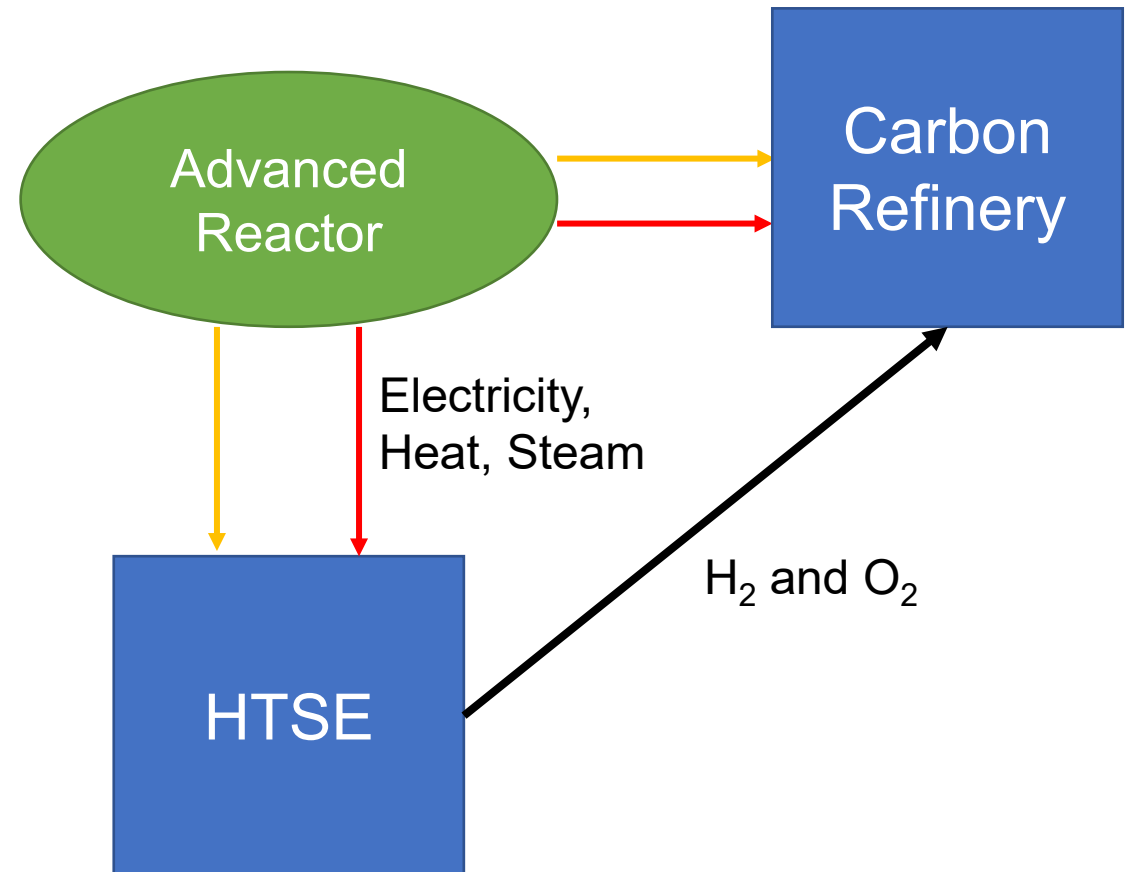 Advanced
Reactor
Carbon
Refinery
Electricity,
Heat, Steam
H₂ and O₂
HTSE